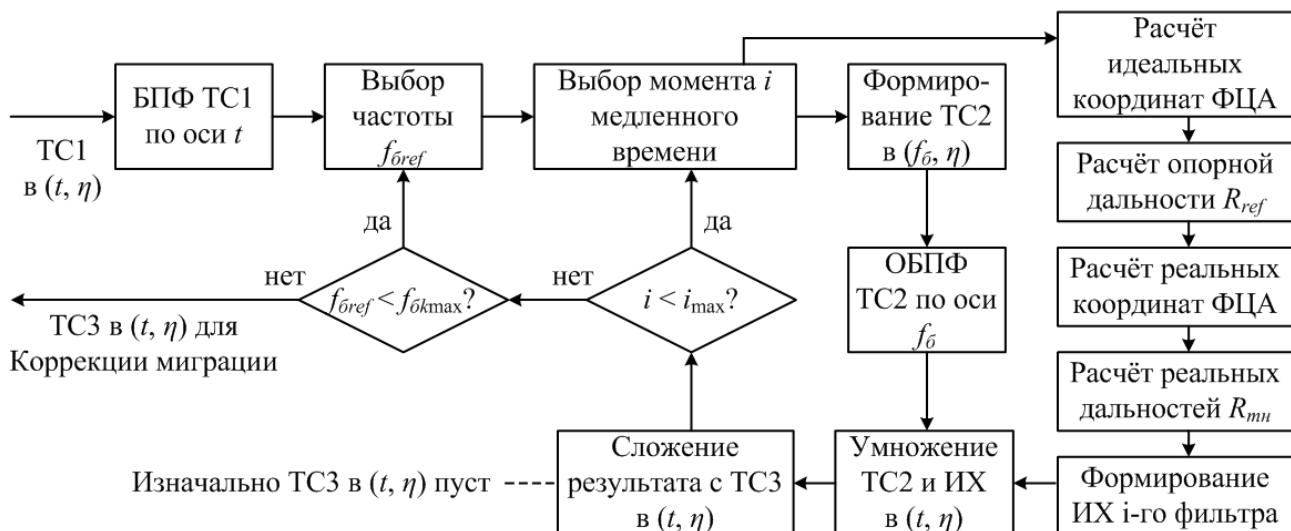 ТС1
в (t, η)
БПФ ТС1
по оси t
Выбор
частоты
fбref
Выбор момента i
медленного
времени
Формиро-
вание ТС2
в (fб, η)
Расчёт
идеальных
координат ФЦА
Расчёт опорной
дальности Rref
Расчёт реальных
координат ФЦА
Расчёт реальных
дальностей Rтн
Формирование
ИХ i-го фильтра
ОБПФ
ТС2 по оси
fб
Умножение
ТС2 и ИХ
в (t, η)
Сложение
результата с ТС3
в (t, η)
Изначально ТС3 в (t, η) пуст
да
i < imax?
нет
да
fбref < fбkmax?
нет
ТС3 в (t, η) для
Коррекции миграции